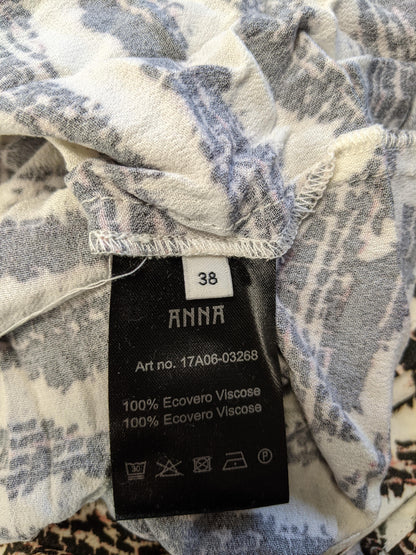 38
ANNA
Art no. 17A06-03268
100% Ecovero Viscose
100% Ecovero Viscose
30°
P